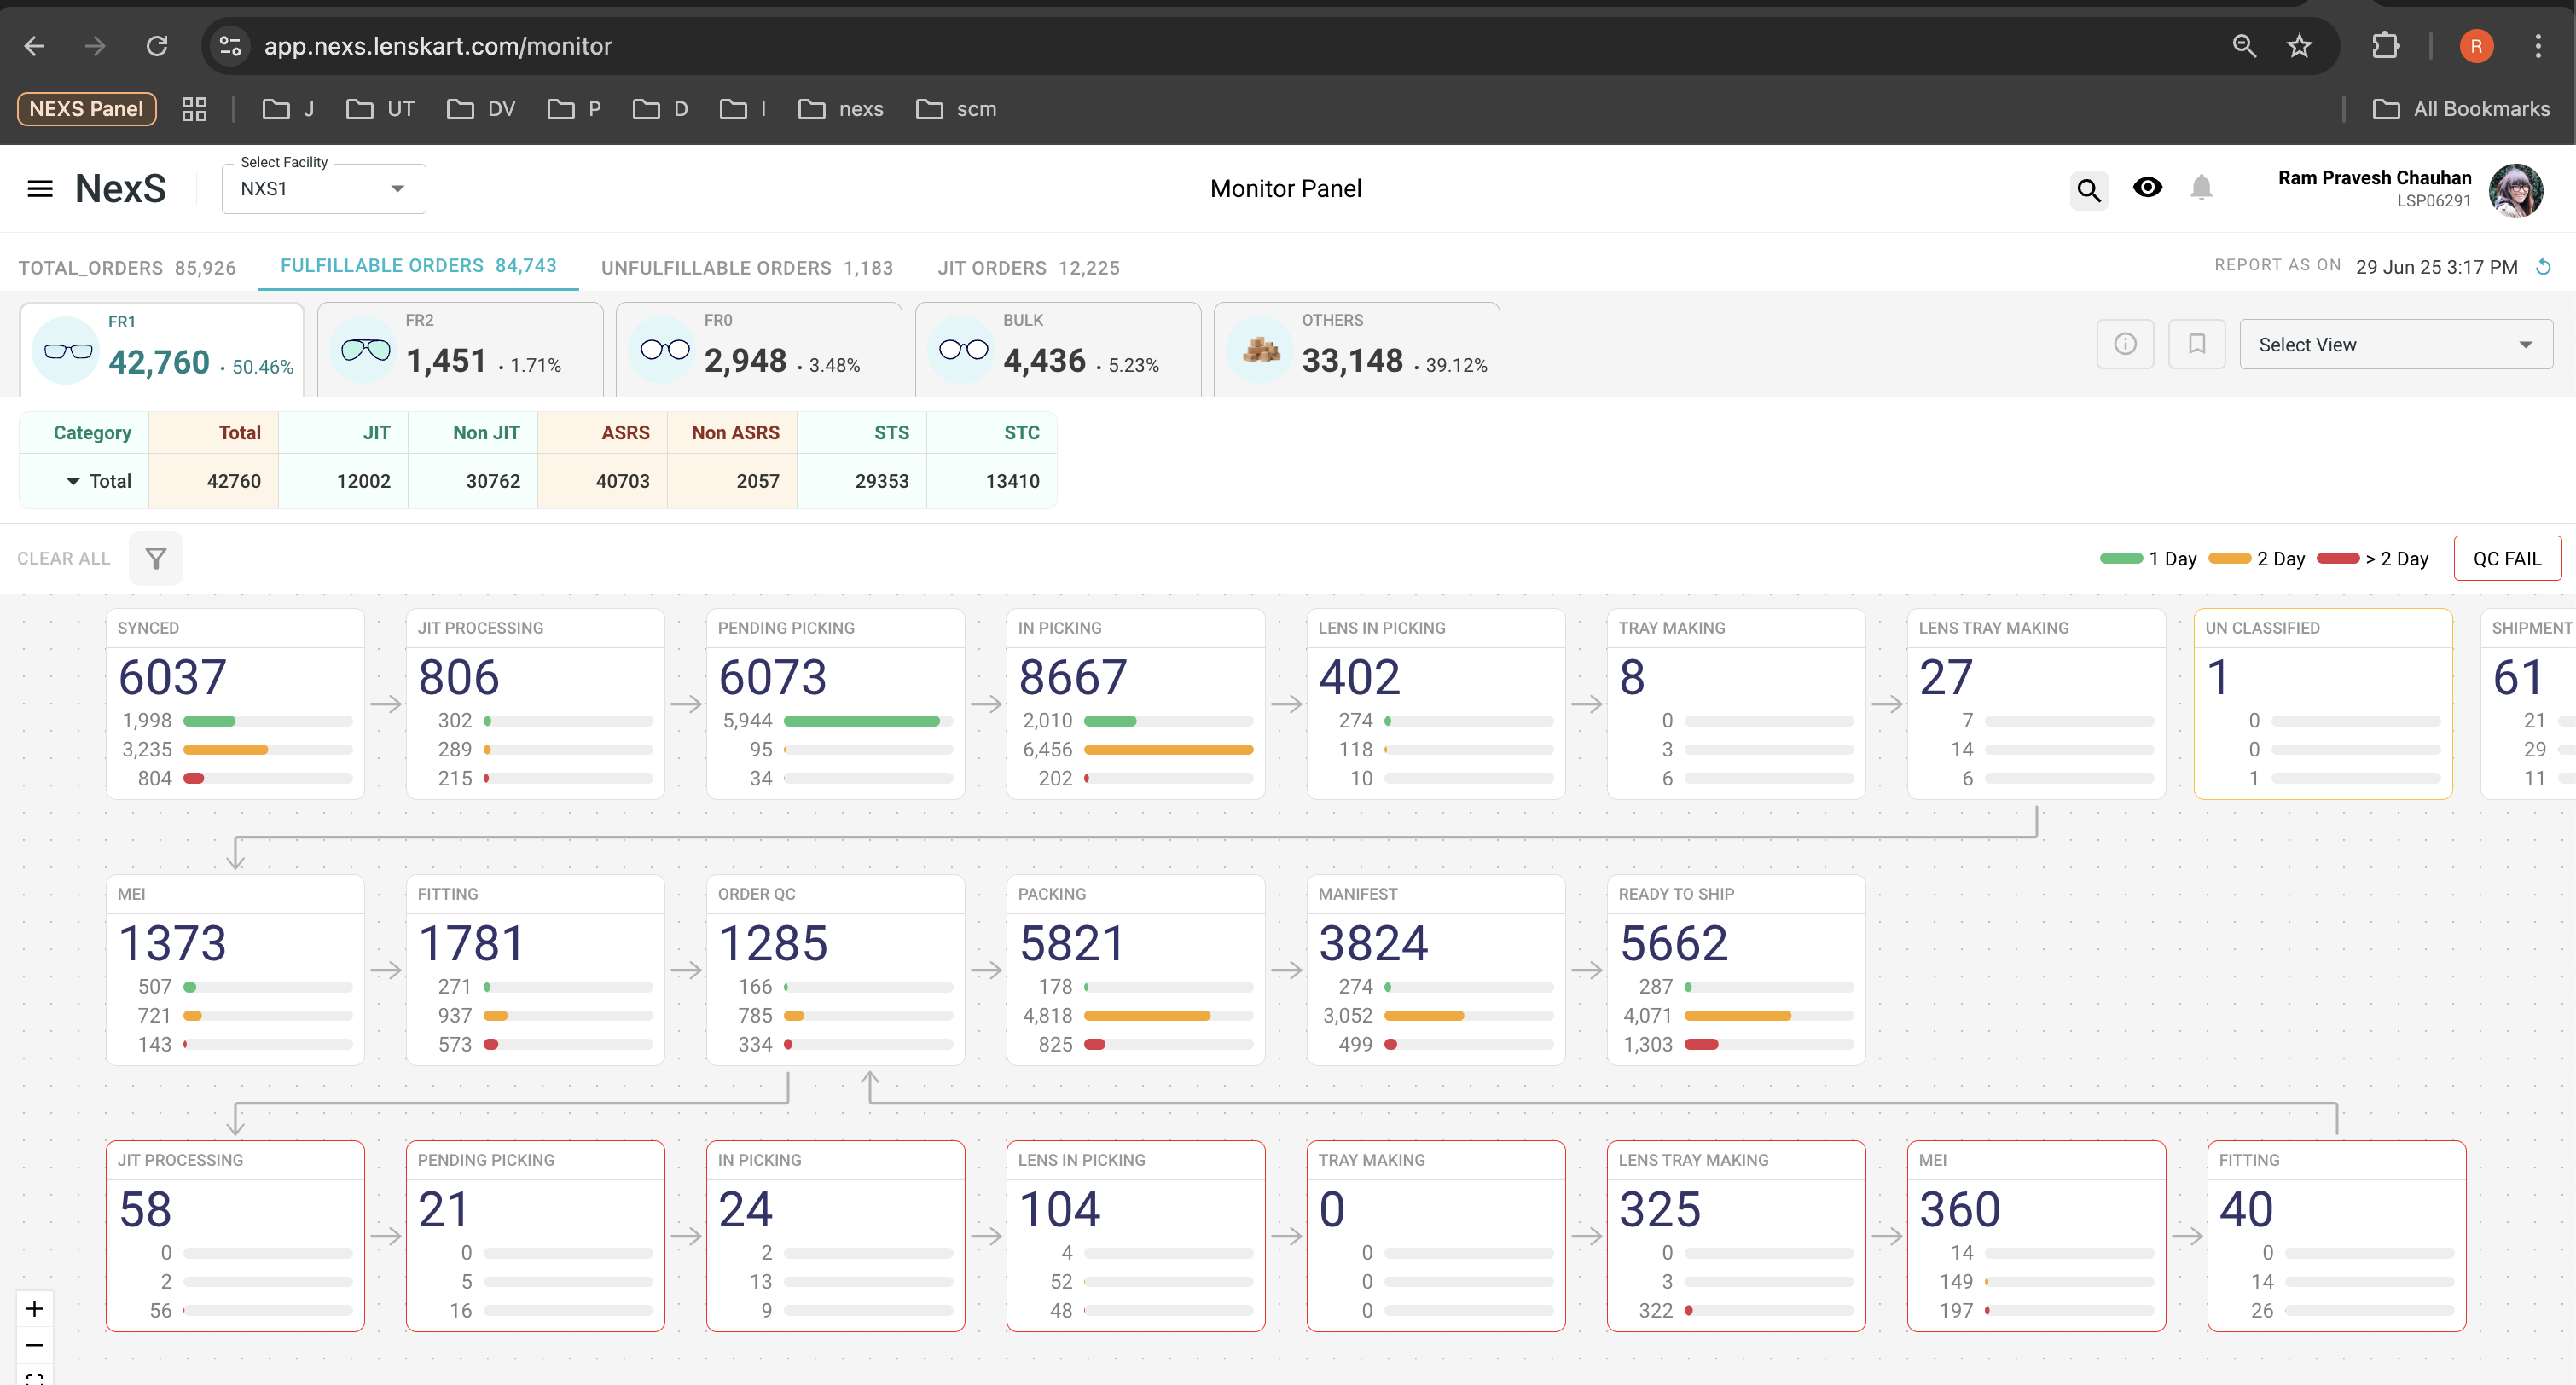 app.nexs.lenskart.com/monitor
R
NEXS Panel J UT DV P D I nexs scm All Bookmarks
NexS
Select Facility
NXS1
Monitor Panel
Ram Pravesh Chauhan
LSP06291
TOTAL_ORDERS 85,926 FULFILLABLE ORDERS 84,743 UNFULFILLABLE ORDERS 1,183 JIT ORDERS 12,225
REPORT AS ON 29 Jun 25 3:17 PM
FR1
42,760 • 50.46%
FR2
1,451 • 1.71%
FR0
2,948 • 3.48%
BULK
4,436 • 5.23%
OTHERS
33,148 • 39.12%
Select View
Category Total JIT Non JIT ASRS Non ASRS STS STC
Total 42760 12002 30762 40703 2057 29353 13410
CLEAR ALL
1 Day 2 Day > 2 Day
QC FAIL
SYNCED
6037
1,998
3,235
804
JIT PROCESSING
806
302
289
215
PENDING PICKING
6073
5,944
95
34
IN PICKING
8667
2,010
6,456
202
LENS IN PICKING
402
274
118
10
TRAY MAKING
8
0
3
6
LENS TRAY MAKING
27
7
14
6
UN CLASSIFIED
1
0
0
1
SHIPMENT
61
21
29
11
MEI
1373
507
721
143
FITTING
1781
271
937
573
ORDER QC
1285
166
785
334
PACKING
5821
178
4,818
825
MANIFEST
3824
274
3,052
499
READY TO SHIP
5662
287
4,071
1,303
JIT PROCESSING
58
0
2
56
PENDING PICKING
21
0
5
16
IN PICKING
24
2
13
9
LENS IN PICKING
104
4
52
48
TRAY MAKING
0
0
0
0
LENS TRAY MAKING
325
0
3
322
MEI
360
14
149
197
FITTING
40
0
14
26